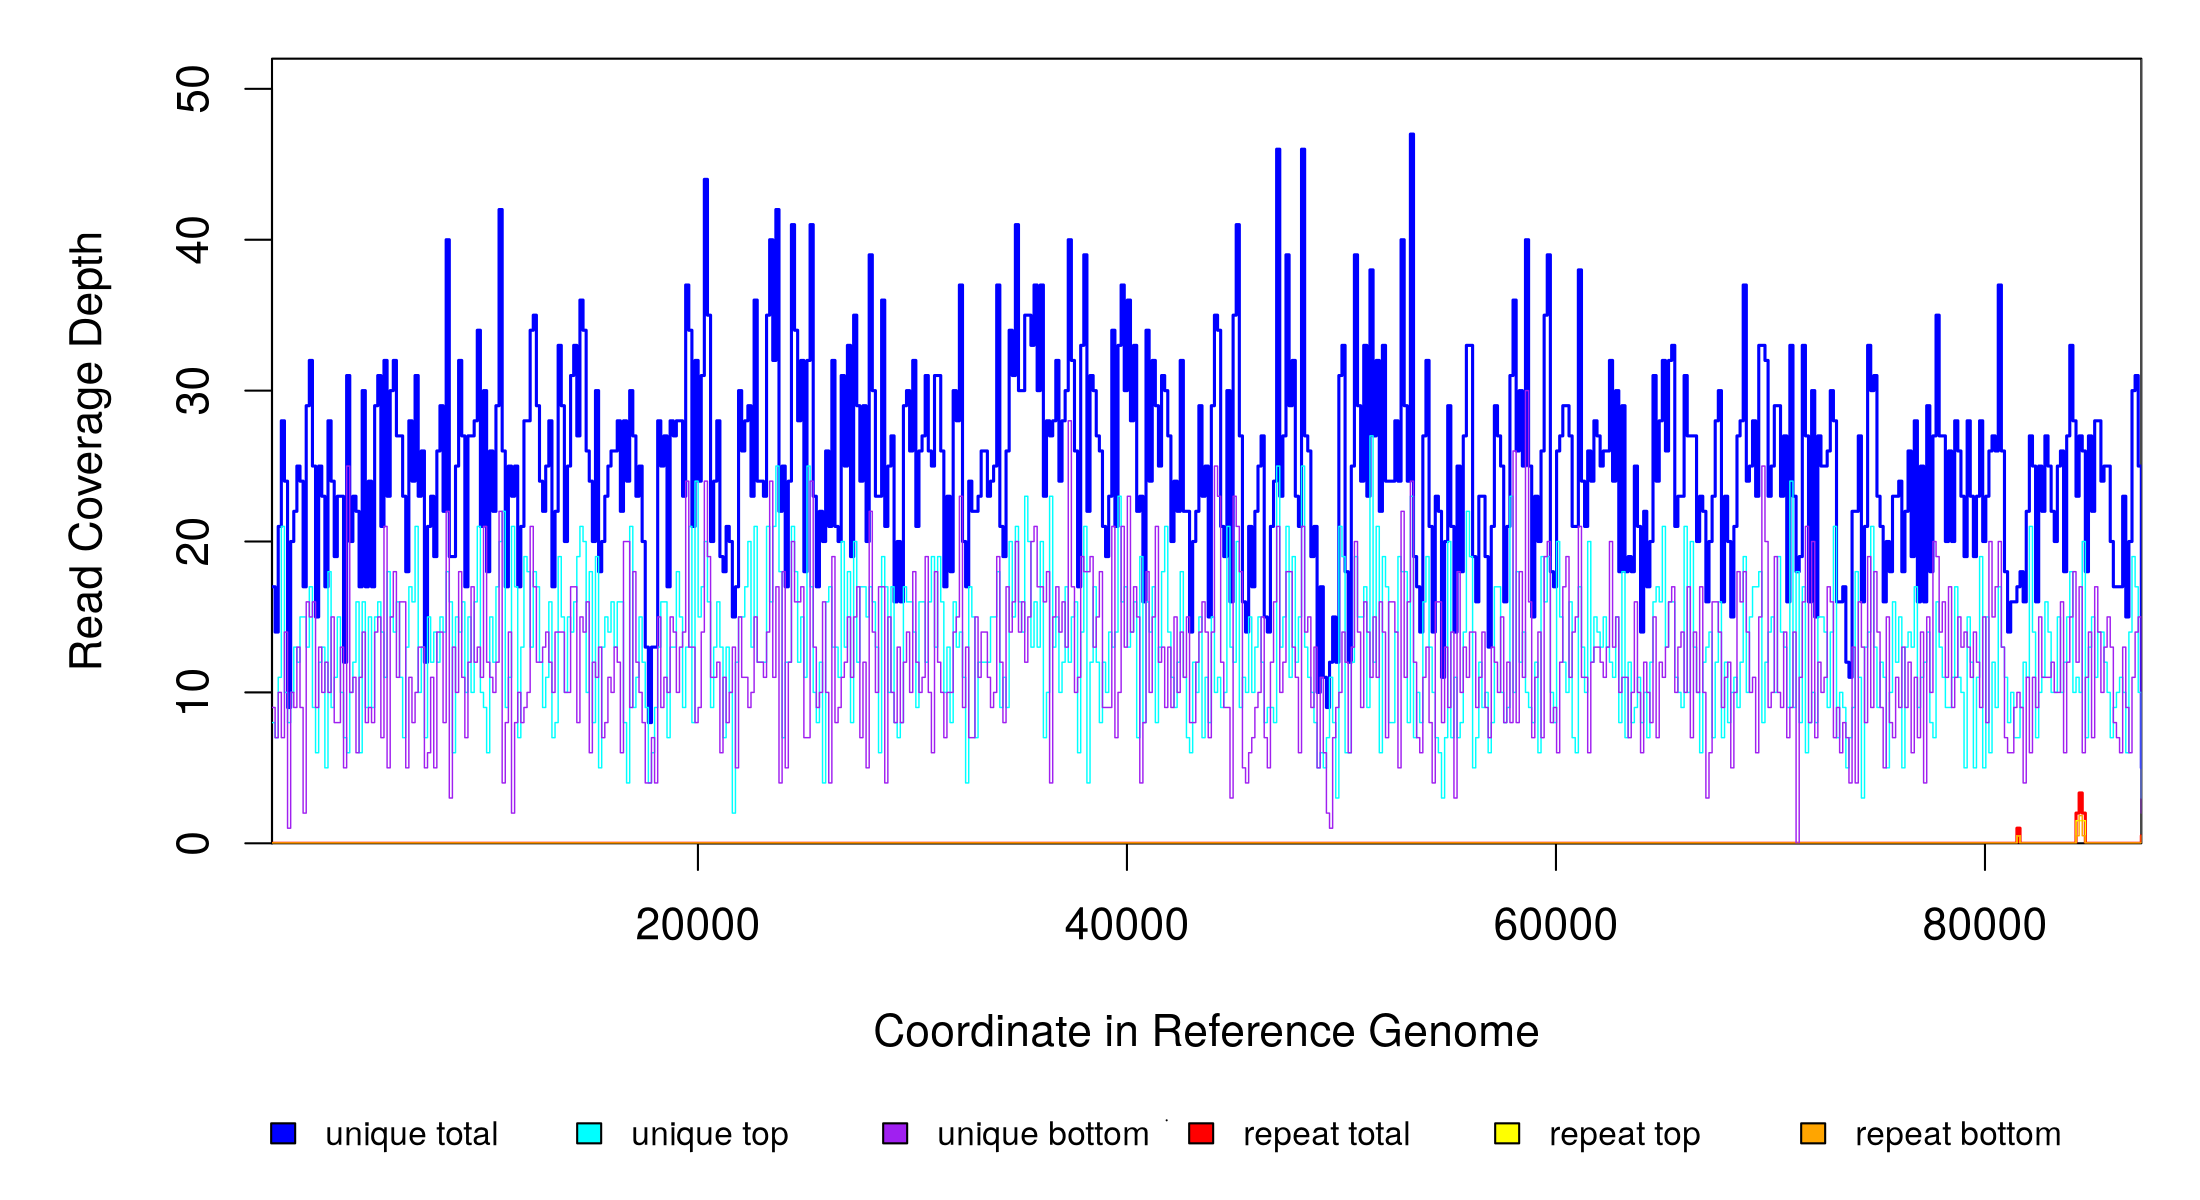 Read Coverage Depth
50
40
30
20
10
0
20000 40000 60000 80000
Coordinate in Reference Genome
unique total unique top unique bottom repeat total repeat top repeat bottom